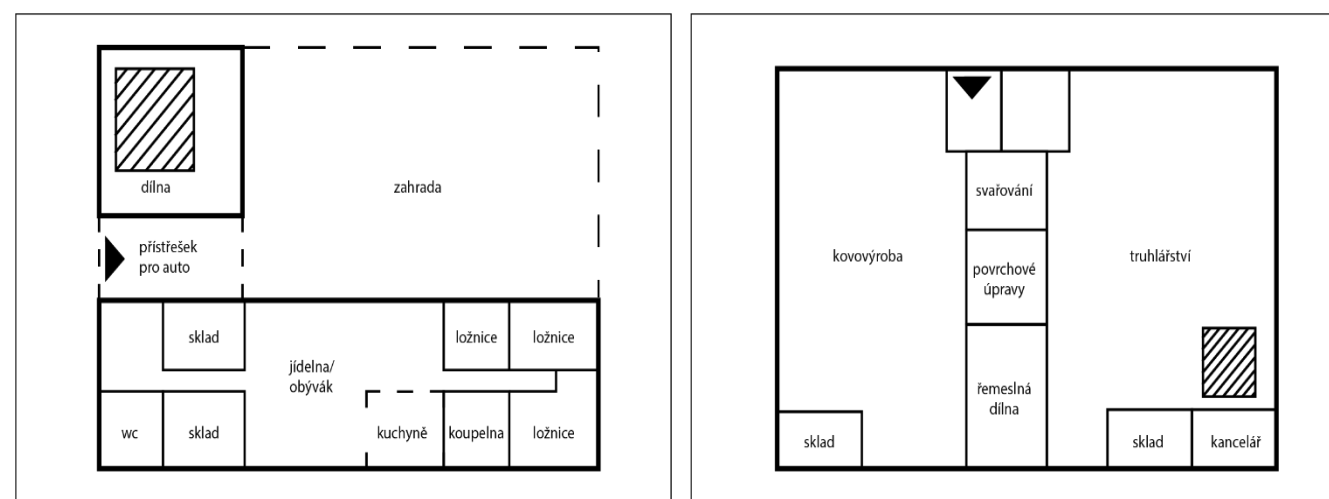 dílna
zahrada
přístřešek
pro auto
sklad
ložnice
ložnice
jídelna/
obývák
wc
sklad
kuchyně
koupelna
ložnice
svařování
kovovýroba
povrchové
úpravy
truhlářství
řemeslná
dílna
sklad
sklad
kancelář